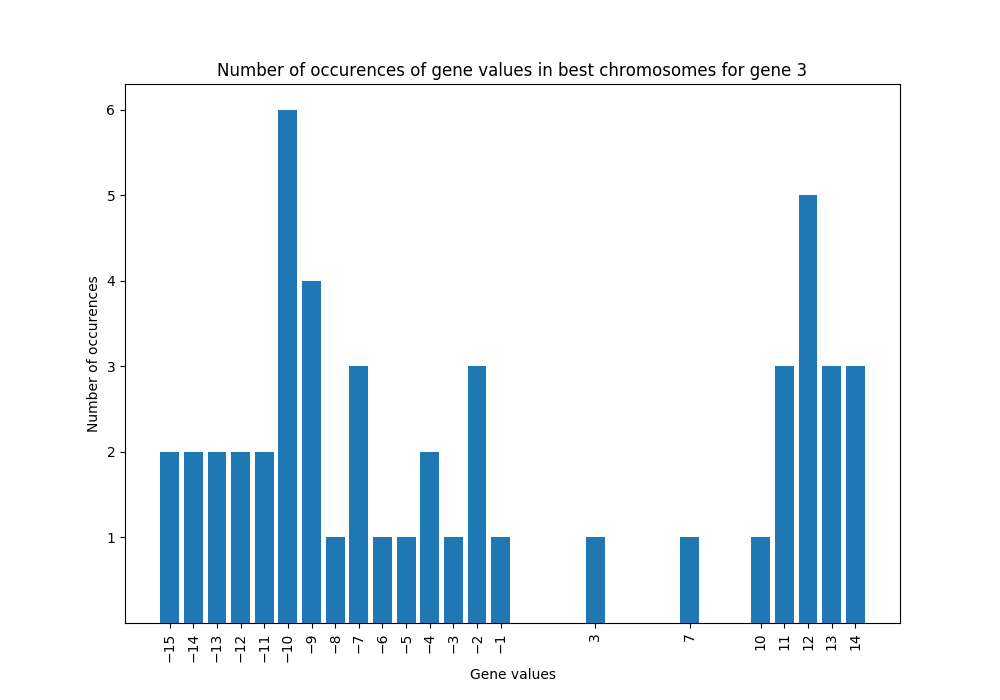 Number of occurences of gene values in best chromosomes for gene 3
Number of occurences
6
5
4
3
2
1
−15 −14 −13 −12 −11 −10 −9 −8 −7 −6 −5 −4 −3 −2 −1 3 7 10 11 12 13 14
Gene values